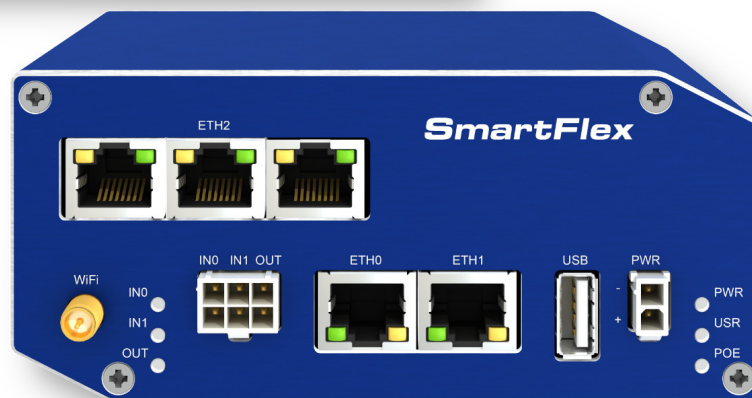 ETH2
SmartFlex
IN0 IN1 OUT
ETH0
ETH1
USB
PWR
WiFi
IN0
IN1
OUT
-
+
PWR
USR
POE